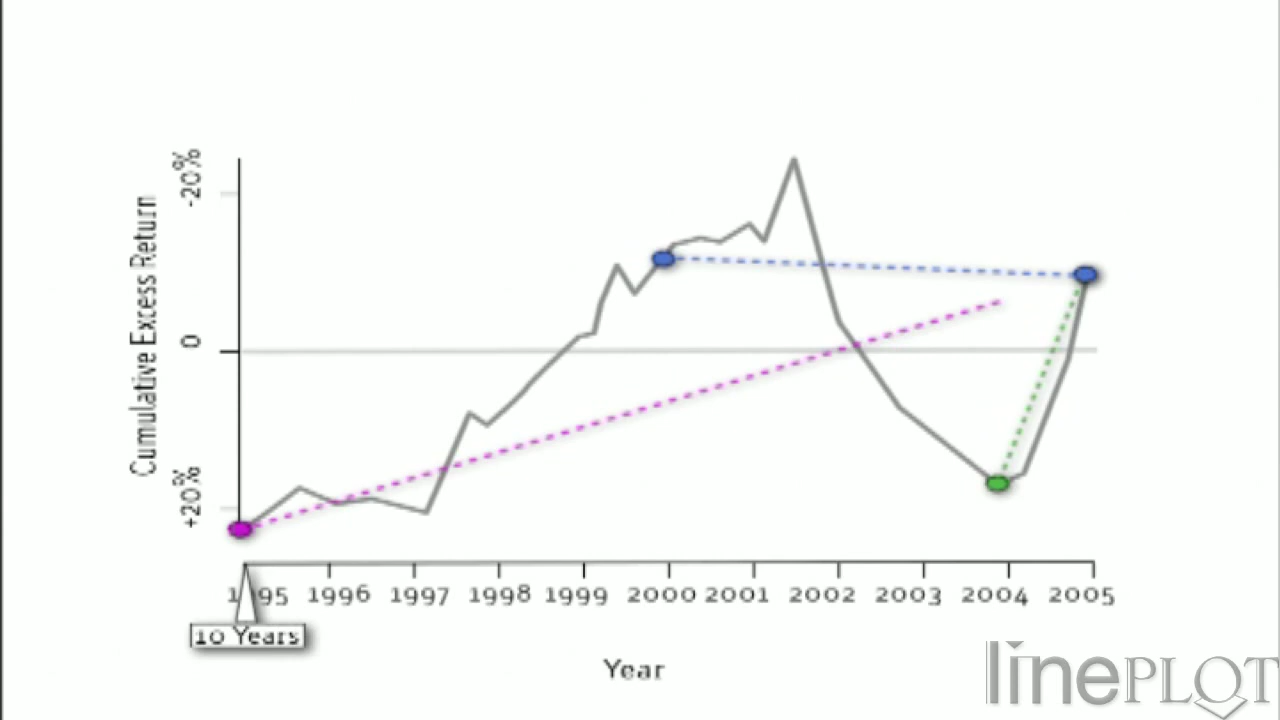 -20%
0
+20%
Cumulative Excess Return
1995 1996 1997 1998 1999 2000 2001 2002 2003 2004 2005
10 Years
Year
linePLOT